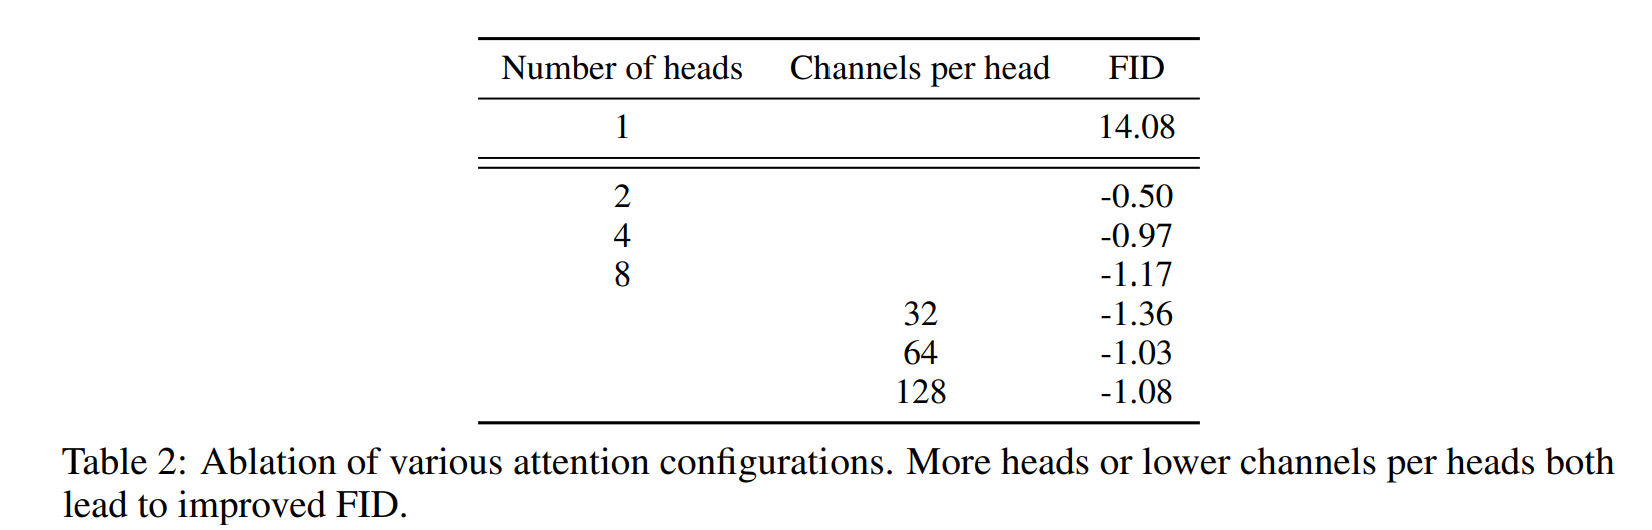 Number of heads Channels per head FID
1 14.08
2 -0.50
4 -0.97
8 -1.17
32 -1.36
64 -1.03
128 -1.08
Table 2: Ablation of various attention configurations. More heads or lower channels per heads both
lead to improved FID.